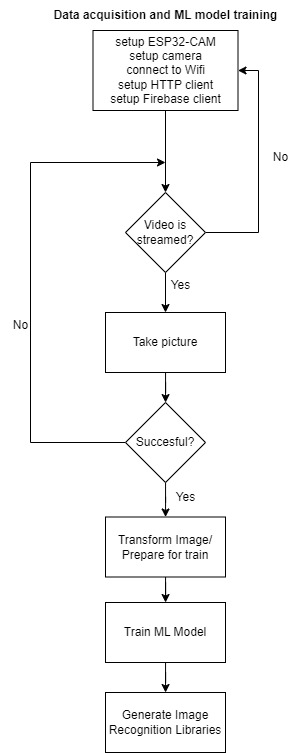 Data acquisition and ML model training
setup ESP32-CAM
setup camera
connect to Wifi
setup HTTP client
setup Firebase client
No
Video is
streamed?
Yes
Take picture
No
Succesful?
Yes
Transform Image/
Prepare for train
Train ML Model
Generate Image
Recognition Libraries